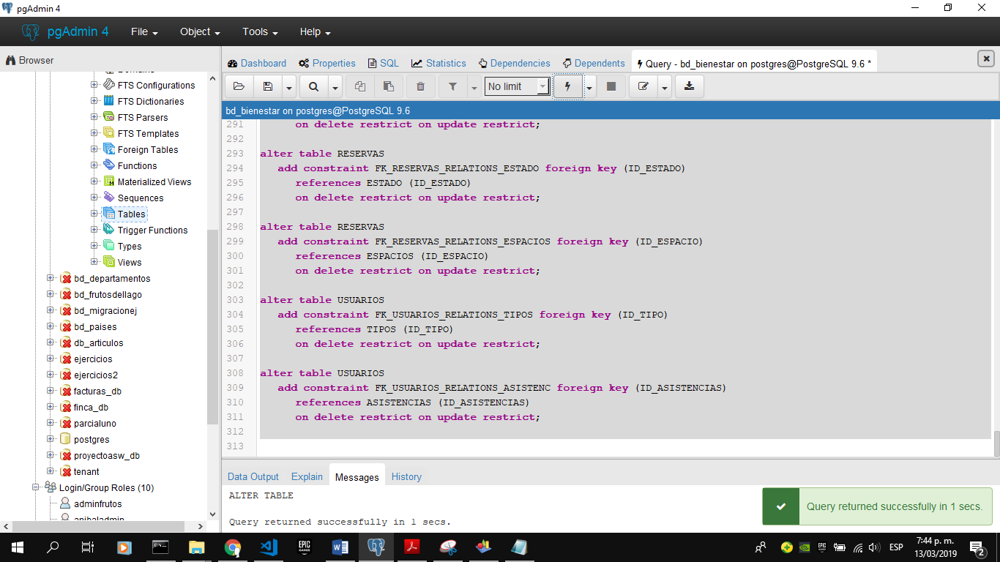 pgAdmin 4
pgAdmin 4 File Object Tools Help
Browser
Dashboard Properties SQL Statistics Dependencies Dependents Query - bd_bienestar on postgres@PostgreSQL 9.6 *
No limit
bd_bienestar on postgres@PostgreSQL 9.6
Domains
FTS Configurations
FTS Dictionaries
FTS Parsers
FTS Templates
Foreign Tables
Functions
Materialized Views
Sequences
Tables
Trigger Functions
Types
Views
bd_departamentos
bd_frutosdellago
bd_migracionej
bd_paises
db_articulos
ejercicios
ejercicios2
facturas_db
finca_db
parcialuno
postgres
proyectoasw_db
tenant
Login/Group Roles (10)
adminfrutos
anibaladmin
291 on delete restrict on update restrict;
292
293 alter table RESERVAS
294 add constraint FK_RESERVAS_RELATIONS_ESTADO foreign key (ID_ESTADO)
295 references ESTADO (ID_ESTADO)
296 on delete restrict on update restrict;
297
298 alter table RESERVAS
299 add constraint FK_RESERVAS_RELATIONS_ESPACIOS foreign key (ID_ESPACIO)
300 references ESPACIOS (ID_ESPACIO)
301 on delete restrict on update restrict;
302
303 alter table USUARIOS
304 add constraint FK_USUARIOS_RELATIONS_TIPOS foreign key (ID_TIPO)
305 references TIPOS (ID_TIPO)
306 on delete restrict on update restrict;
307
308 alter table USUARIOS
309 add constraint FK_USUARIOS_RELATIONS_ASISTENC foreign key (ID_ASISTENCIAS)
310 references ASISTENCIAS (ID_ASISTENCIAS)
311 on delete restrict on update restrict;
312
313
Data Output Explain Messages History
ALTER TABLE
Query returned successfully in 1 secs.
Query returned successfully in 1 secs.
EPIC GAMES
ESP
7:44 p. m.
13/03/2019
2